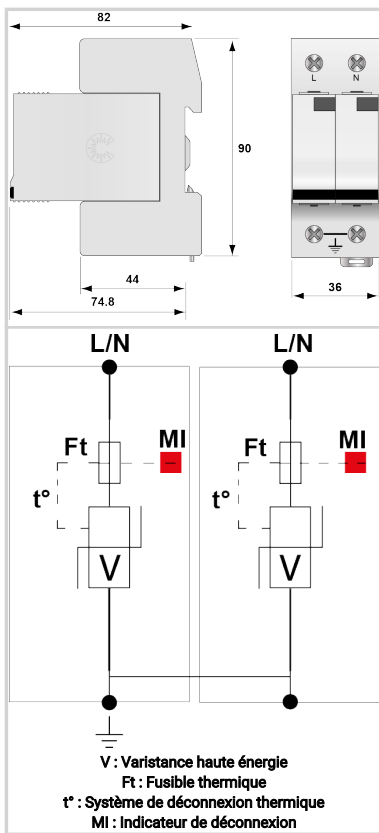 82
L N
90
44
74.8
36
L/N L/N
Ft MI Ft MI
t° t°
V V
V : Varistance haute énergie
Ft : Fusible thermique
t° : Système de déconnexion thermique
MI : Indicateur de déconnexion